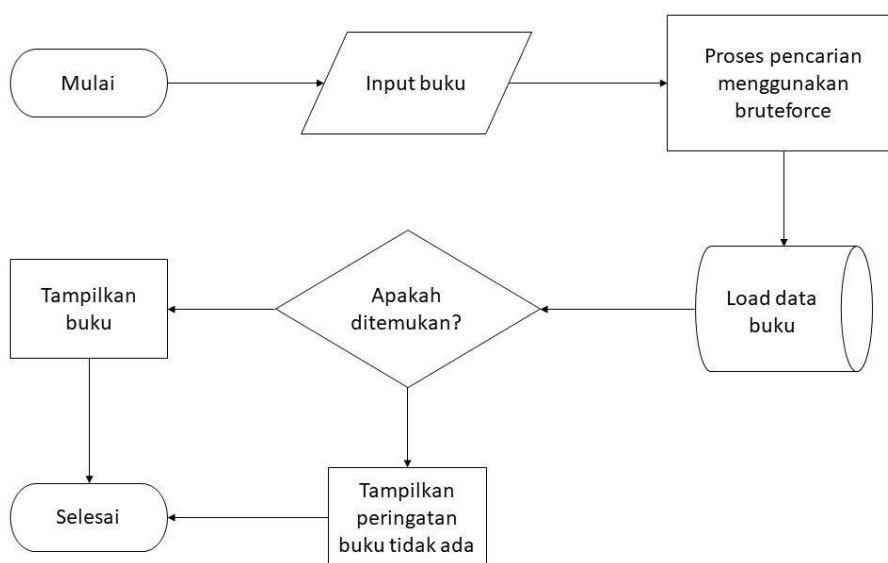 Mulai
Input buku
Proses pencarian
menggunakan
bruteforce
Load data
buku
Apakah
ditemukan?
Tampilkan
buku
Tampilkan
peringatan
buku tidak ada
Selesai